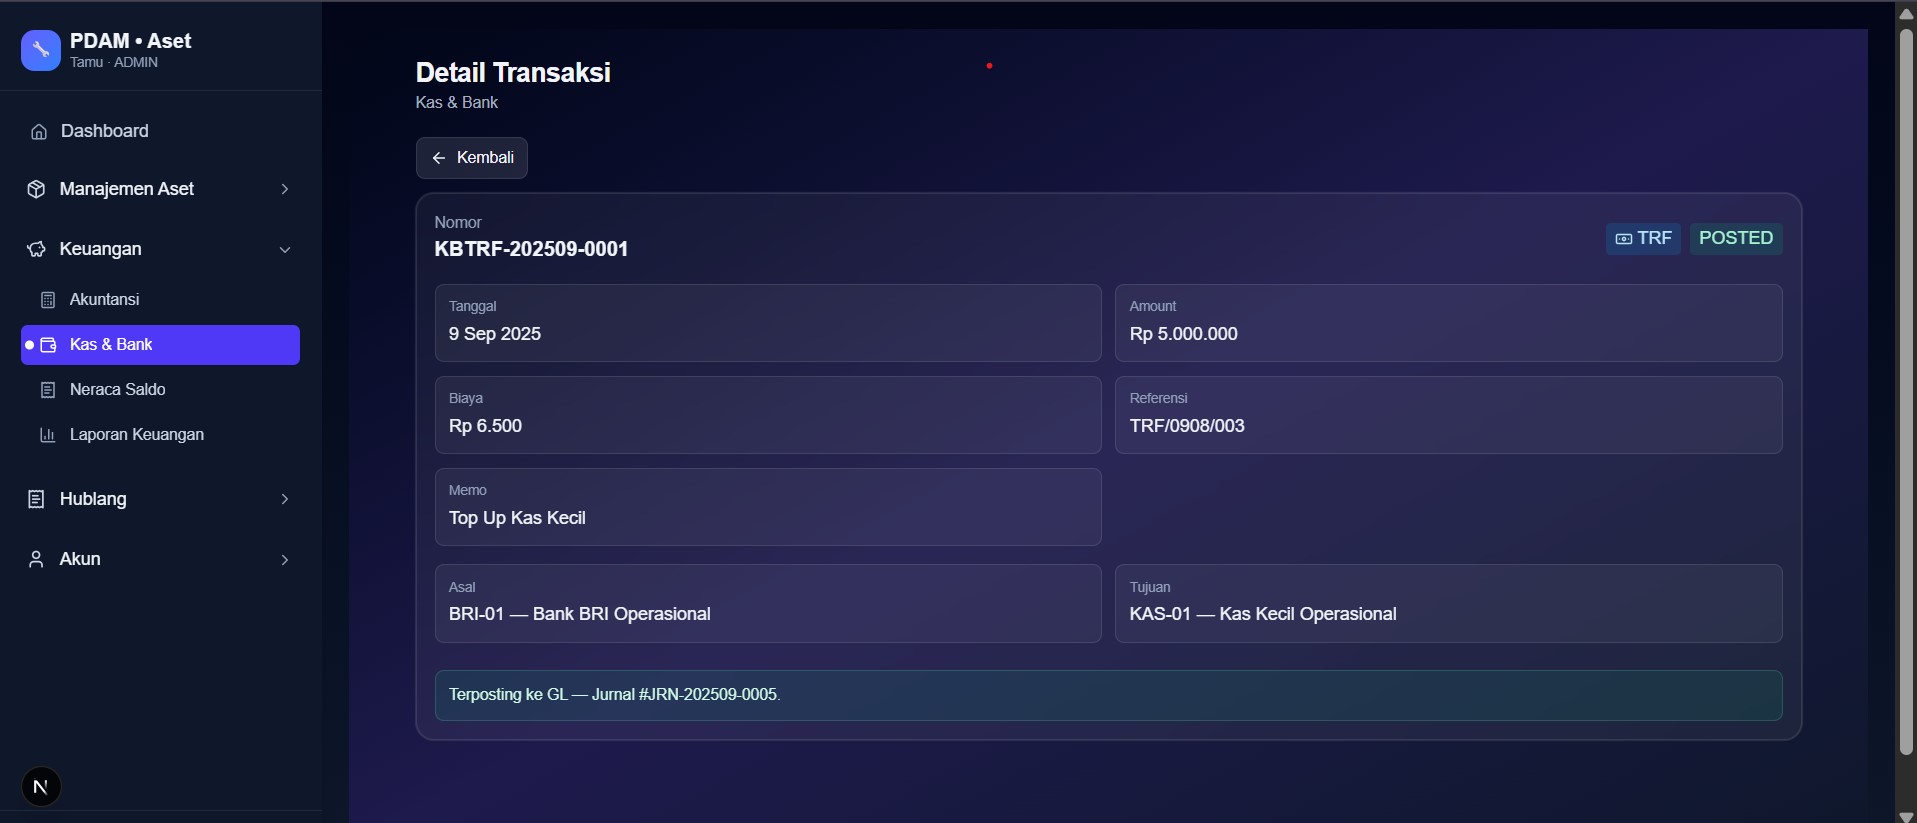 PDAM • Aset
Tamu · ADMIN
Dashboard
Manajemen Aset
Keuangan
Akuntansi
Kas & Bank
Neraca Saldo
Laporan Keuangan
Hublang
Akun
N
Detail Transaksi
Kas & Bank
Kembali
Nomor
KBTRF-202509-0001
TRF
POSTED
Tanggal
9 Sep 2025
Amount
Rp 5.000.000
Biaya
Rp 6.500
Referensi
TRF/0908/003
Memo
Top Up Kas Kecil
Asal
BRI-01 — Bank BRI Operasional
Tujuan
KAS-01 — Kas Kecil Operasional
Terposting ke GL — Jurnal #JRN-202509-0005.